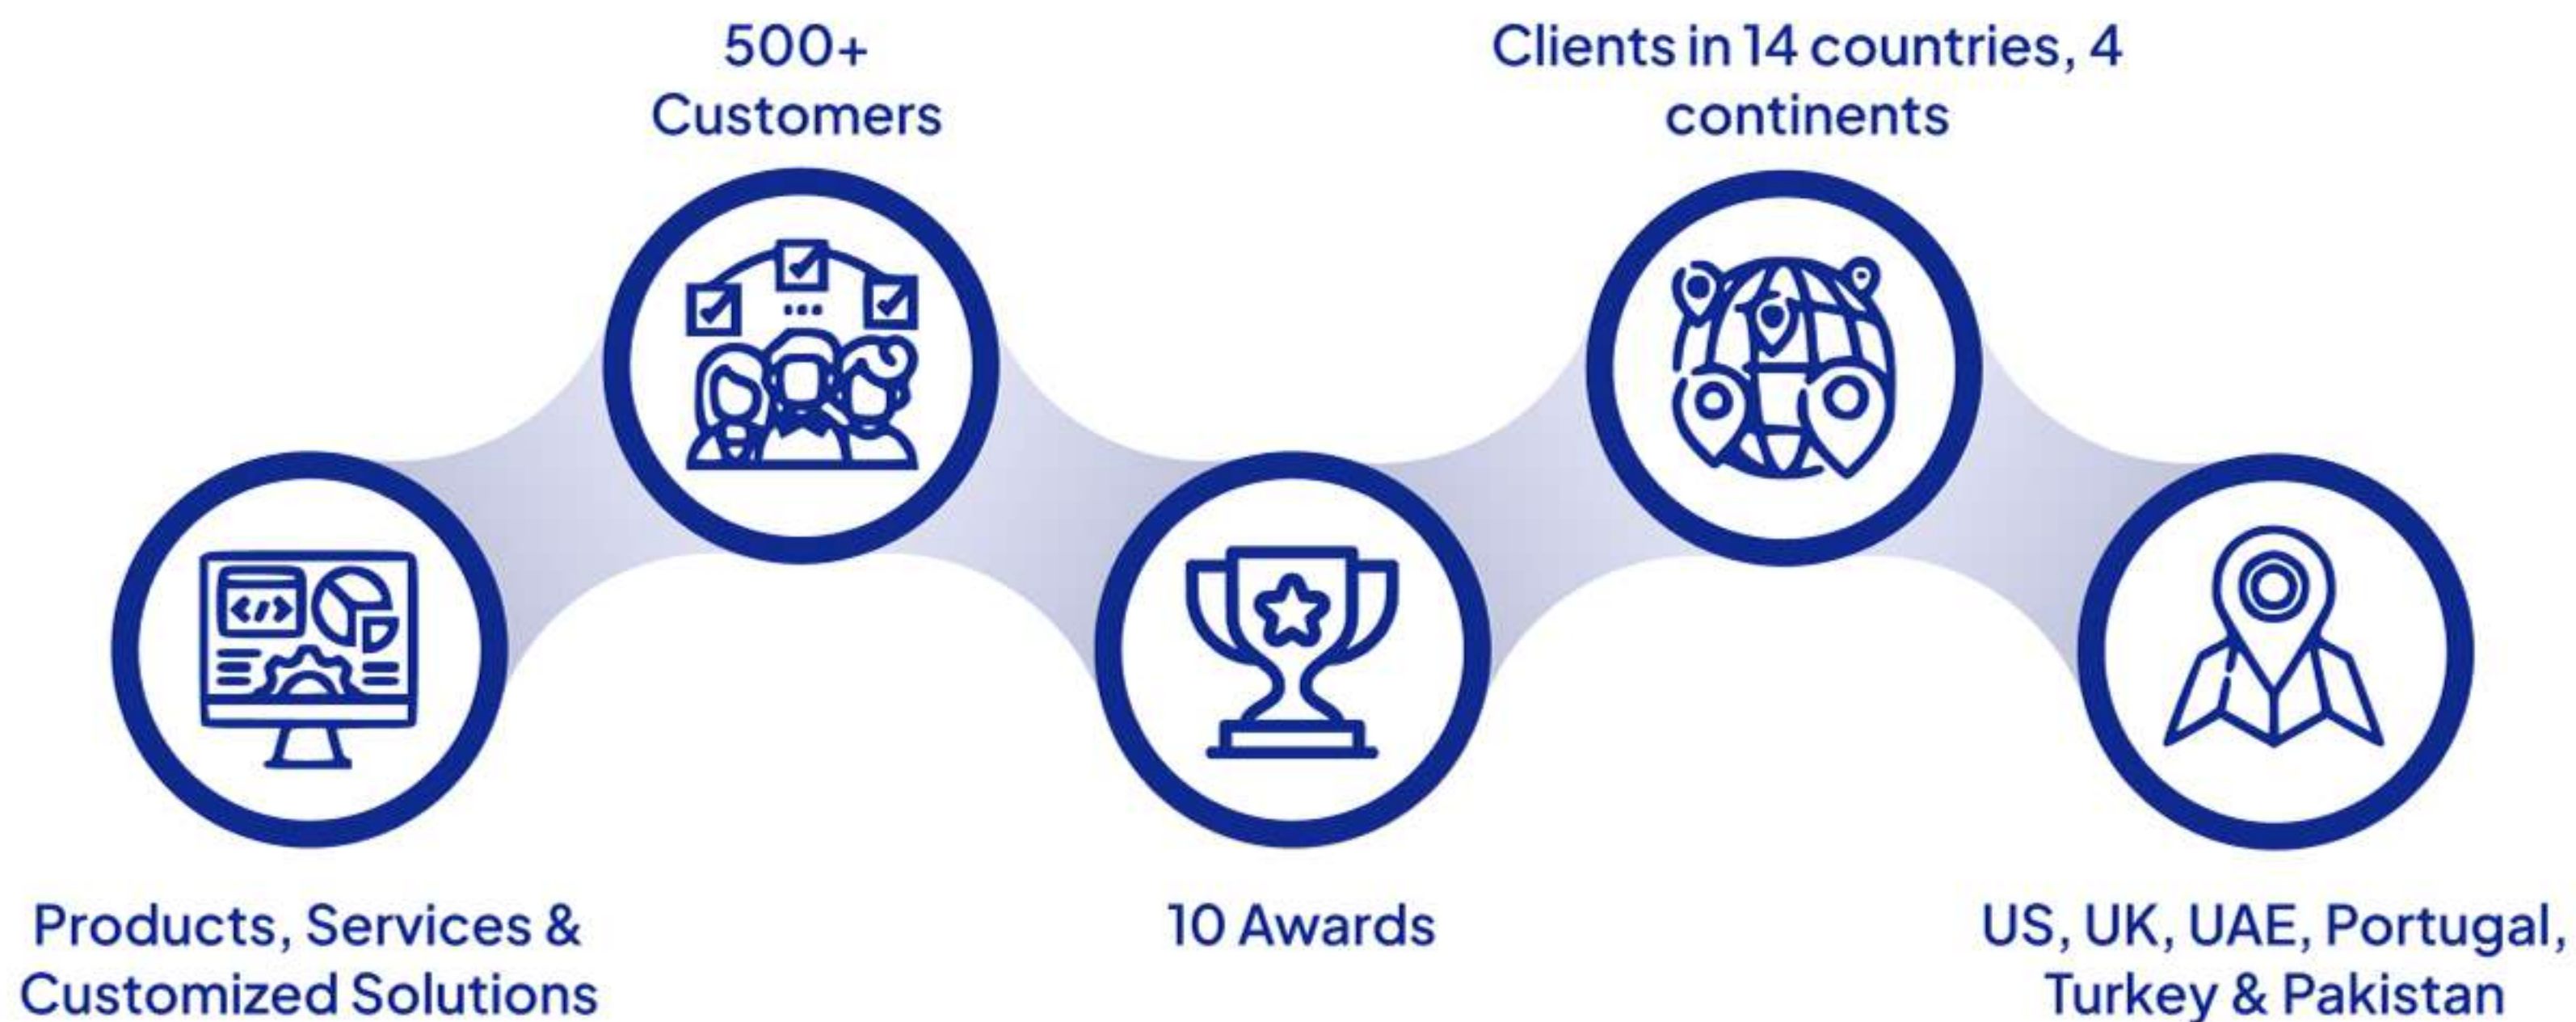 500+
Customers
Clients in 14 countries, 4
continents
Products, Services &
Customized Solutions
10 Awards
US, UK, UAE, Portugal,
Turkey & Pakistan